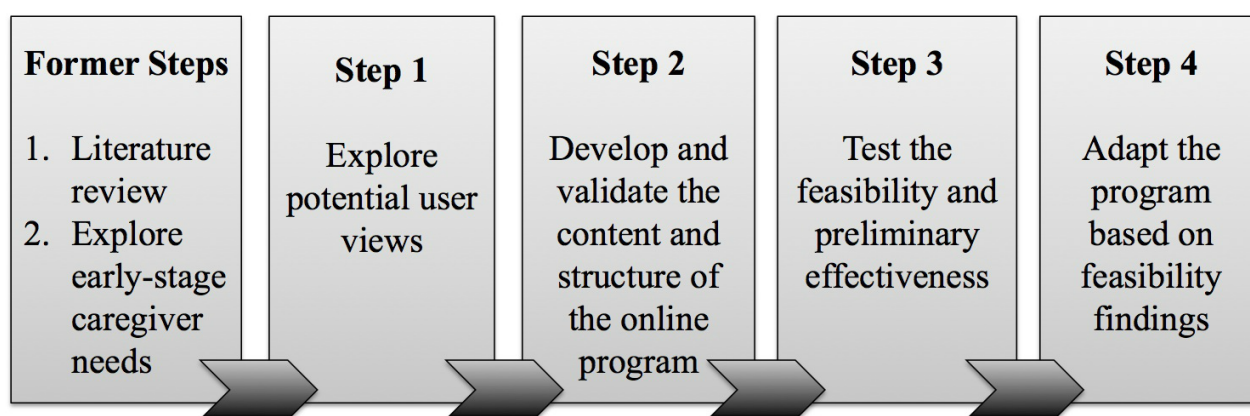 Former Steps
1. Literature
review
2. Explore
early-stage
caregiver
needs
Step 1
Explore
potential user
views
Step 2
Develop and
validate the
content and
structure of
the online
program
Step 3
Test the
feasibility and
preliminary
effectiveness
Step 4
Adapt the
program
based on
feasibility
findings